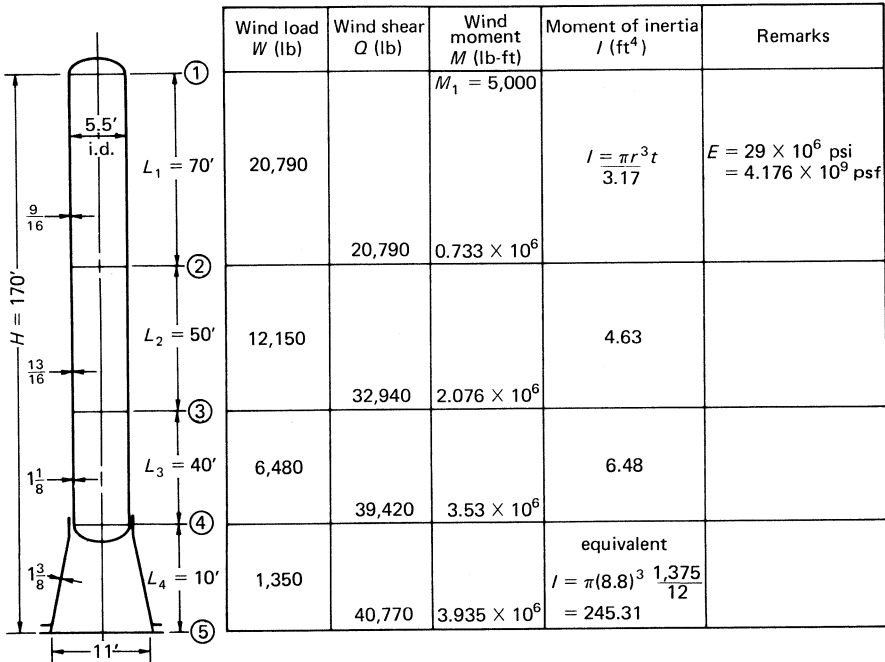 Wind load W (lb)
Wind shear Q (lb)
Wind moment M (lb-ft)
Moment of inertia I (ft⁴)
Remarks
①
M₁ = 5,000
5.5′
i.d.
L₁ = 70′
20,790
I = πr³t
3.17
E = 29 × 10⁶ psi
= 4.176 × 10⁹ psf
9/16
20,790
0.733 × 10⁶
②
H = 170′
L₂ = 50′
12,150
4.63
13/16
32,940
2.076 × 10⁶
③
L₃ = 40′
6,480
6.48
1 1/8
39,420
3.53 × 10⁶
④
equivalent
1 3/8
L₄ = 10′
1,350
I = π(8.8)³ 1,375/12
= 245.31
40,770
3.935 × 10⁶
⑤
11′